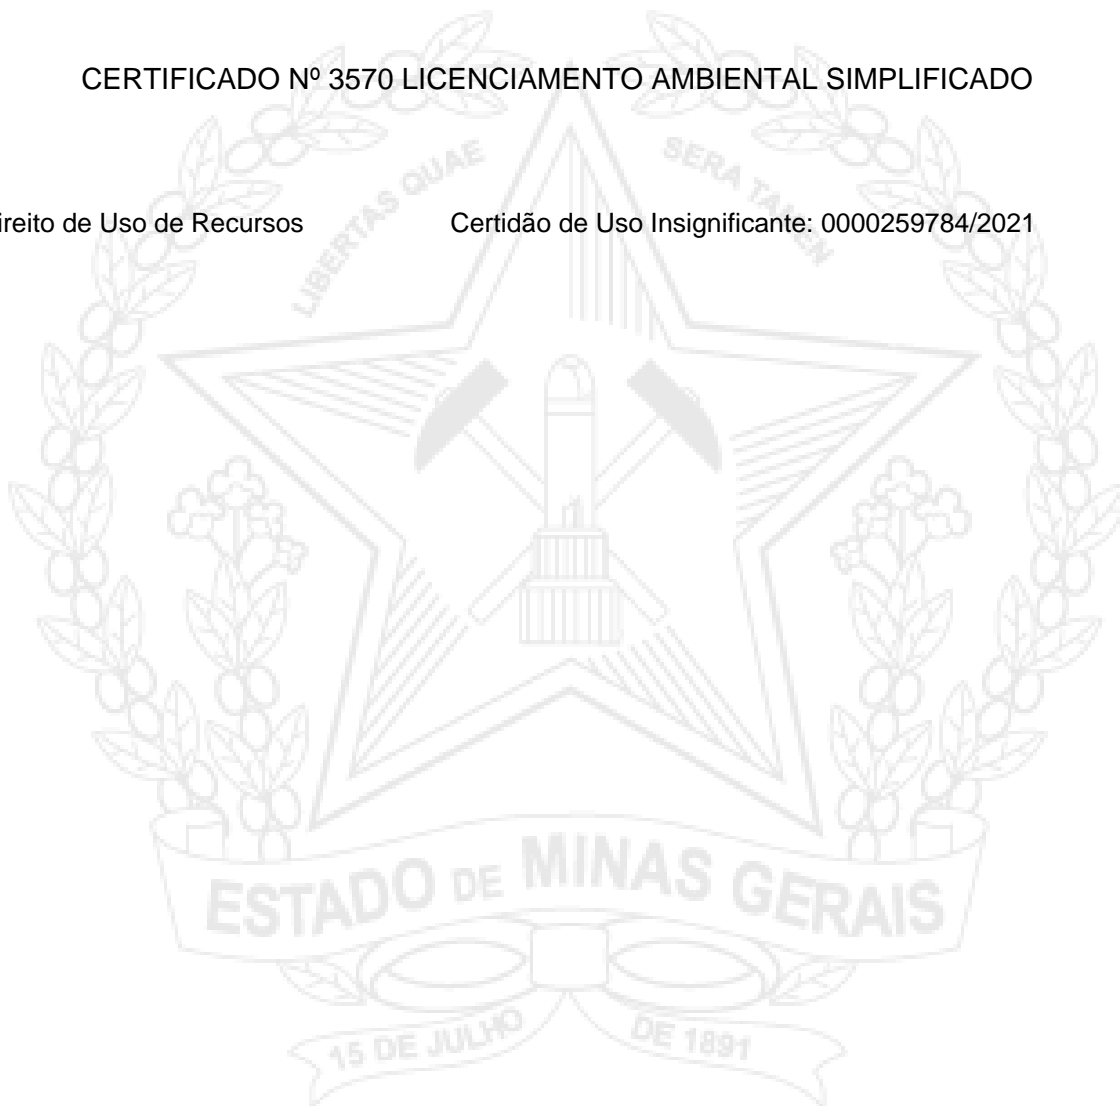 CERTIFICADO Nº 3570 LICENCIAMENTO AMBIENTAL SIMPLIFICADO
LIBERTAS QUAE SERA TAMEN
ireito de Uso de Recursos Certidão de Uso Insignificante: 0000259784/2021
ESTADO DE MINAS GERAIS
15 DE JULHO DE 1891